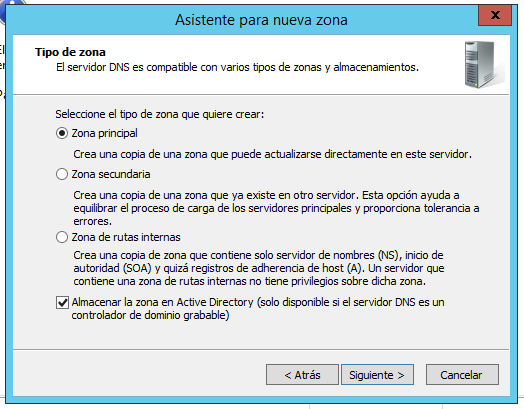 Asistente para nueva zona
x
Tipo de zona
El servidor DNS es compatible con varios tipos de zonas y almacenamientos.
Seleccione el tipo de zona que quiere crear:
Zona principal
Crea una copia de una zona que puede actualizarse directamente en este servidor.
Zona secundaria
Crea una copia de una zona que ya existe en otro servidor. Esta opción ayuda a
equilibrar el proceso de carga de los servidores principales y proporciona tolerancia a
errores.
Zona de rutas internas
Crea una copia de zona que contiene solo servidor de nombres (NS), inicio de
autoridad (SOA) y quizá registros de adherencia de host (A). Un servidor que
contiene una zona de rutas internas no tiene privilegios sobre dicha zona.
Almacenar la zona en Active Directory (solo disponible si el servidor DNS es un
controlador de dominio grabable)
< Atrás
Siguiente >
Cancelar